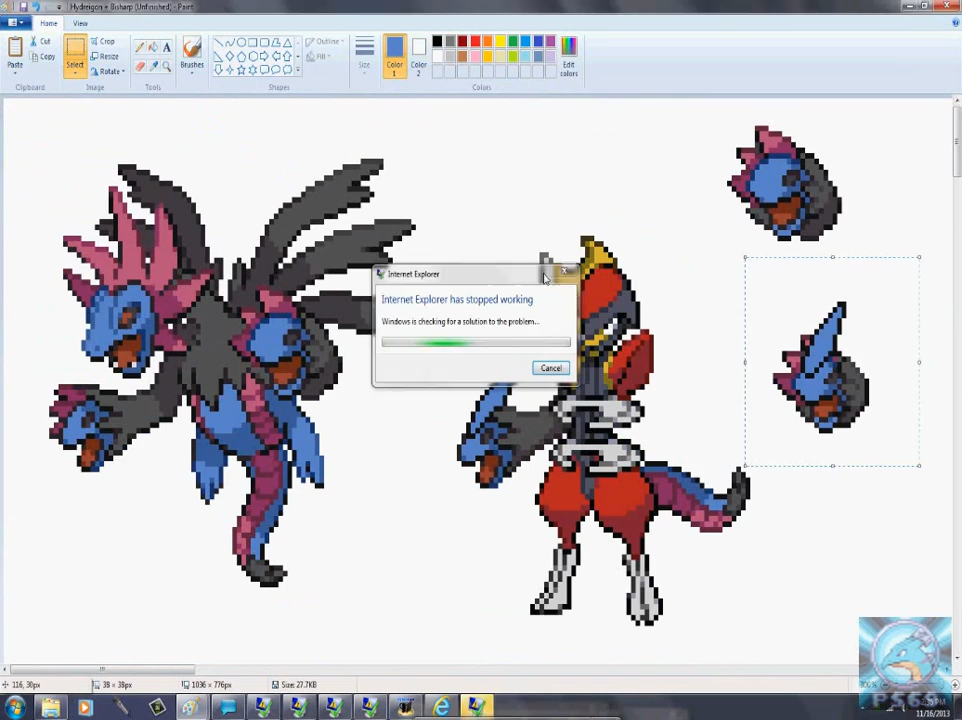 Hydreigon + Bisharp (Unfinished) - Paint
Home View
Paste
Cut
Copy
Select
Crop
Resize
Rotate
Brushes
Outline
Fill
Size
Color 1
Color 2
Edit colors
Clipboard Image Tools Shapes Colors
Internet Explorer
Internet Explorer has stopped working
Windows is checking for a solution to the problem...
Cancel
116, 30px
38 × 38px
1036 × 776px
Size: 27.7KB
11/16/2013